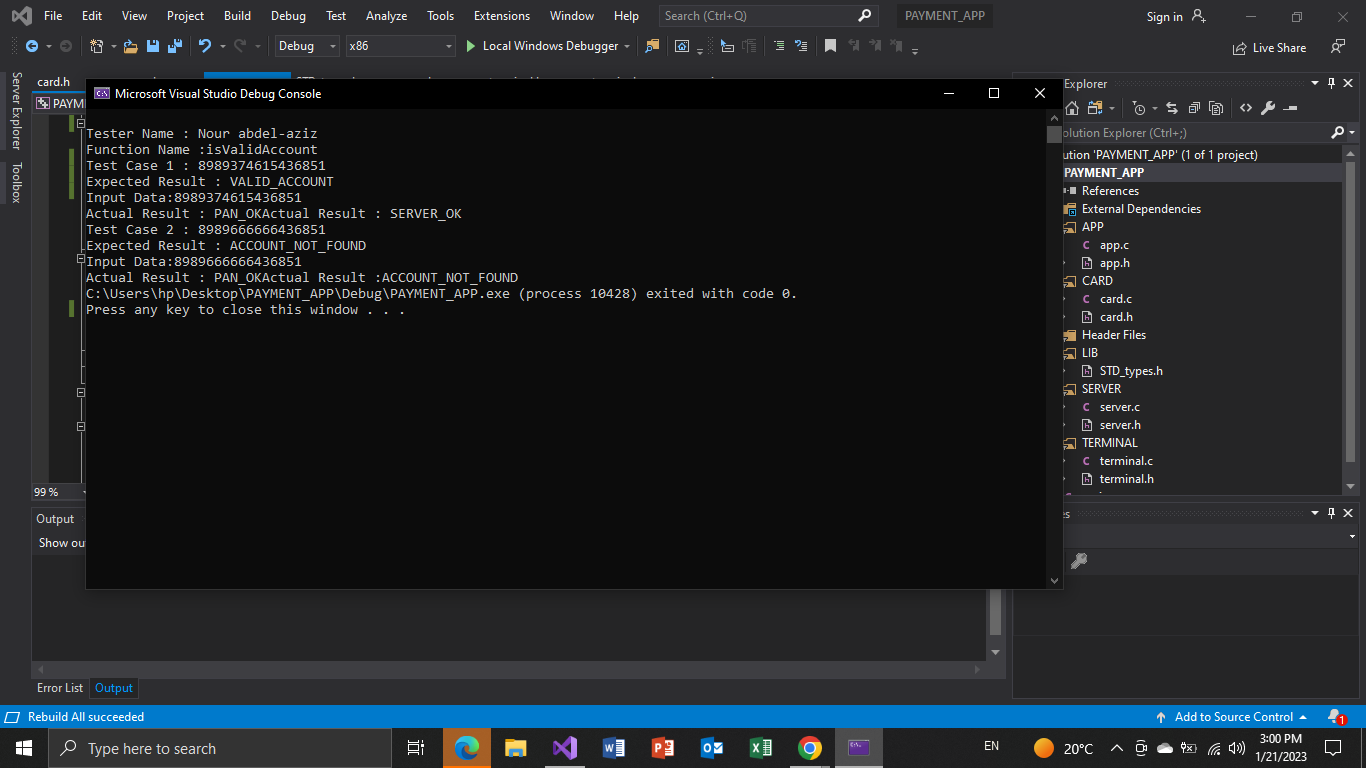 File Edit View Project Build Debug Test Analyze Tools Extensions Window Help Search (Ctrl+Q) PAYMENT_APP Sign in
Debug x86 Local Windows Debugger Live Share
Server Explorer
Toolbox
card.h
PAYM
Microsoft Visual Studio Debug Console
Tester Name : Nour abdel-aziz
Function Name :isValidAccount
Test Case 1 : 8989374615436851
Expected Result : VALID_ACCOUNT
Input Data:8989374615436851
Actual Result : PAN_OKActual Result : SERVER_OK
Test Case 2 : 8989666666436851
Expected Result : ACCOUNT_NOT_FOUND
Input Data:8989666666436851
Actual Result : PAN_OKActual Result :ACCOUNT_NOT_FOUND
C:\Users\hp\Desktop\PAYMENT_APP\Debug\PAYMENT_APP.exe (process 10428) exited with code 0.
Press any key to close this window . . .
Explorer
olution Explorer (Ctrl+;)
ution 'PAYMENT_APP' (1 of 1 project)
PAYMENT_APP
References
External Dependencies
APP
app.c
app.h
CARD
card.c
card.h
Header Files
LIB
STD_types.h
SERVER
server.c
server.h
TERMINAL
terminal.c
terminal.h
99 %
Output
Show ou
es
Error List Output
Rebuild All succeeded
Add to Source Control
1
Type here to search
EN
20°C
3:00 PM
1/21/2023